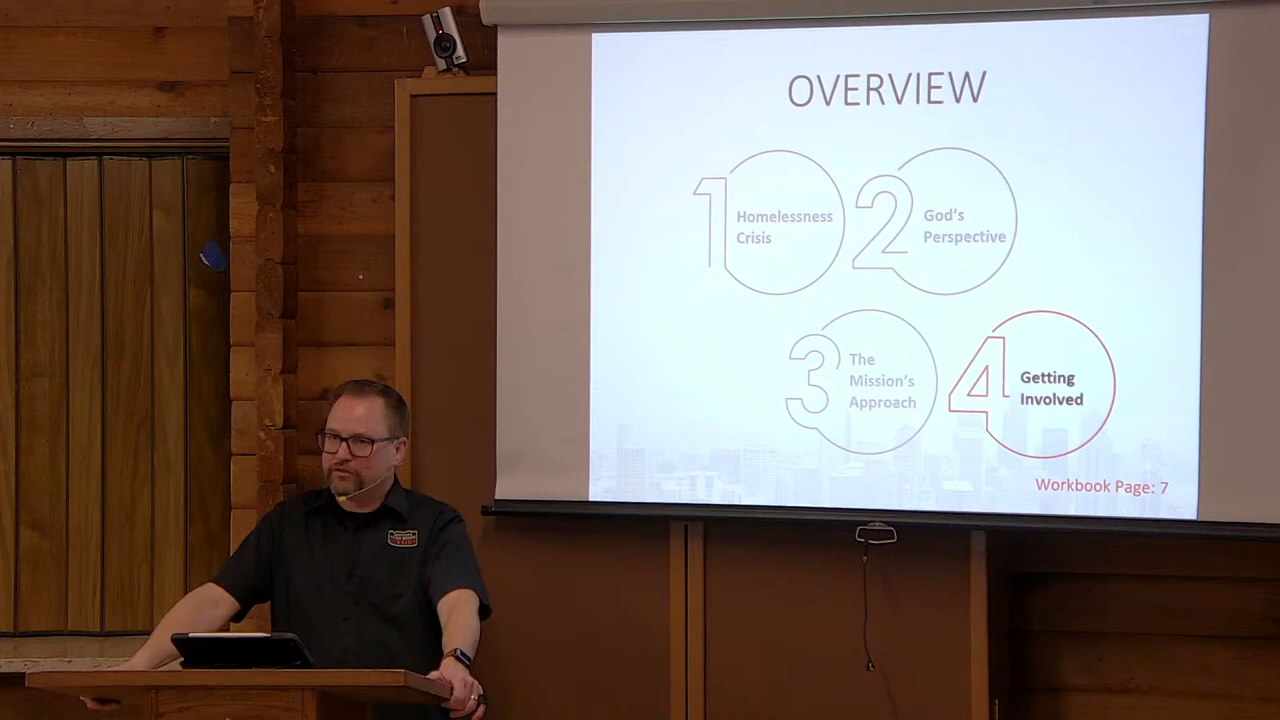 OVERVIEW
1
Homelessness
Crisis
2
God's
Perspective
3
The
Mission's
Approach
4
Getting
Involved
Workbook Page: 7